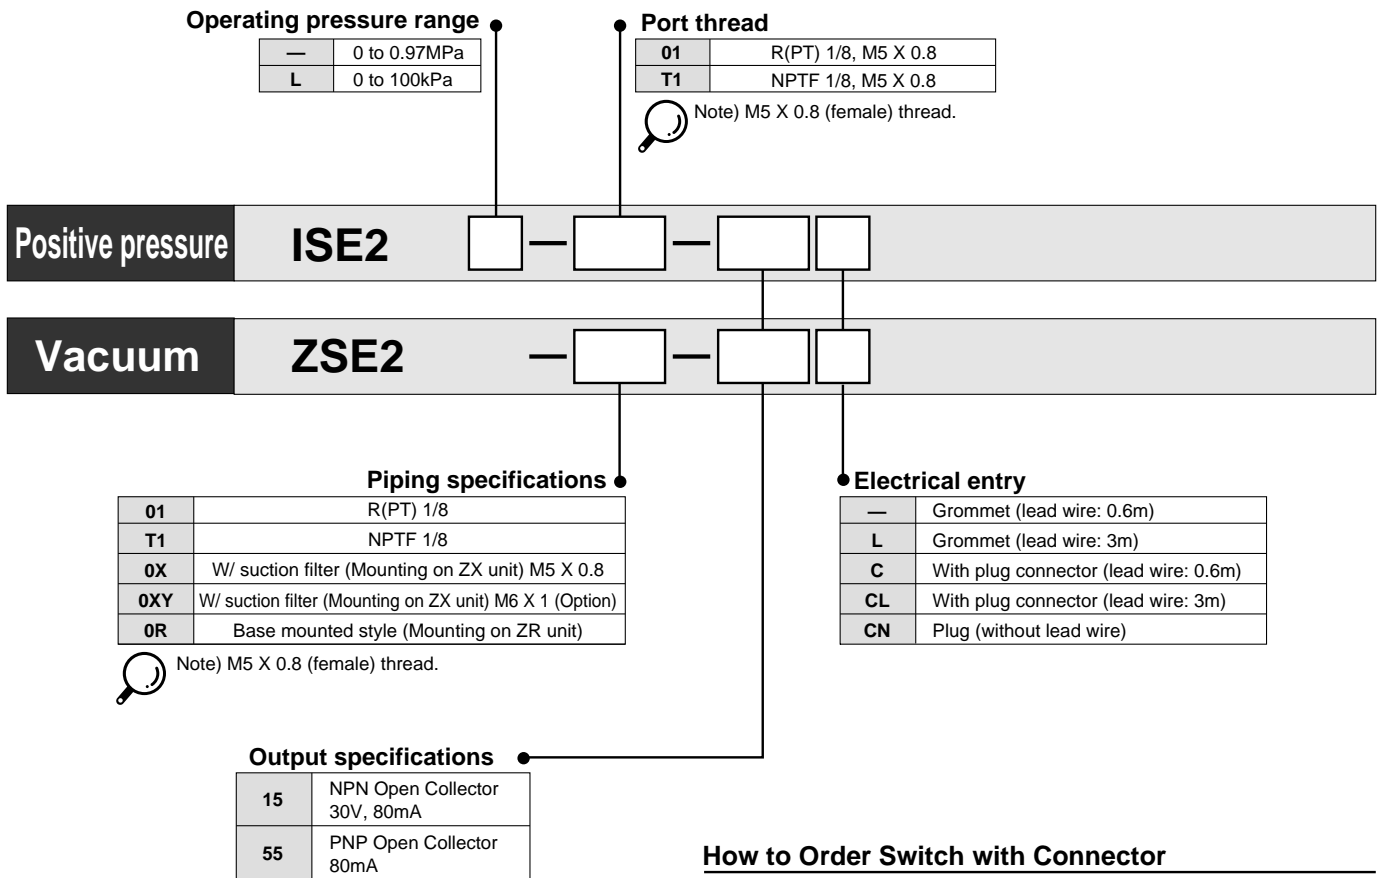 Operating pressure range
— 0 to 0.97MPa
L 0 to 100kPa
Port thread
01 R(PT) 1/8, M5 X 0.8
T1 NPTF 1/8, M5 X 0.8
Note) M5 X 0.8 (female) thread.
Positive pressure ISE2 — —
Vacuum ZSE2 — —
Piping specifications
01 R(PT) 1/8
T1 NPTF 1/8
0X W/ suction filter (Mounting on ZX unit) M5 X 0.8
0XY W/ suction filter (Mounting on ZX unit) M6 X 1 (Option)
0R Base mounted style (Mounting on ZR unit)
Note) M5 X 0.8 (female) thread.
Electrical entry
— Grommet (lead wire: 0.6m)
L Grommet (lead wire: 3m)
C With plug connector (lead wire: 0.6m)
CL With plug connector (lead wire: 3m)
CN Plug (without lead wire)
Output specifications
15 NPN Open Collector
30V, 80mA
55 PNP Open Collector
80mA
How to Order Switch with Connector